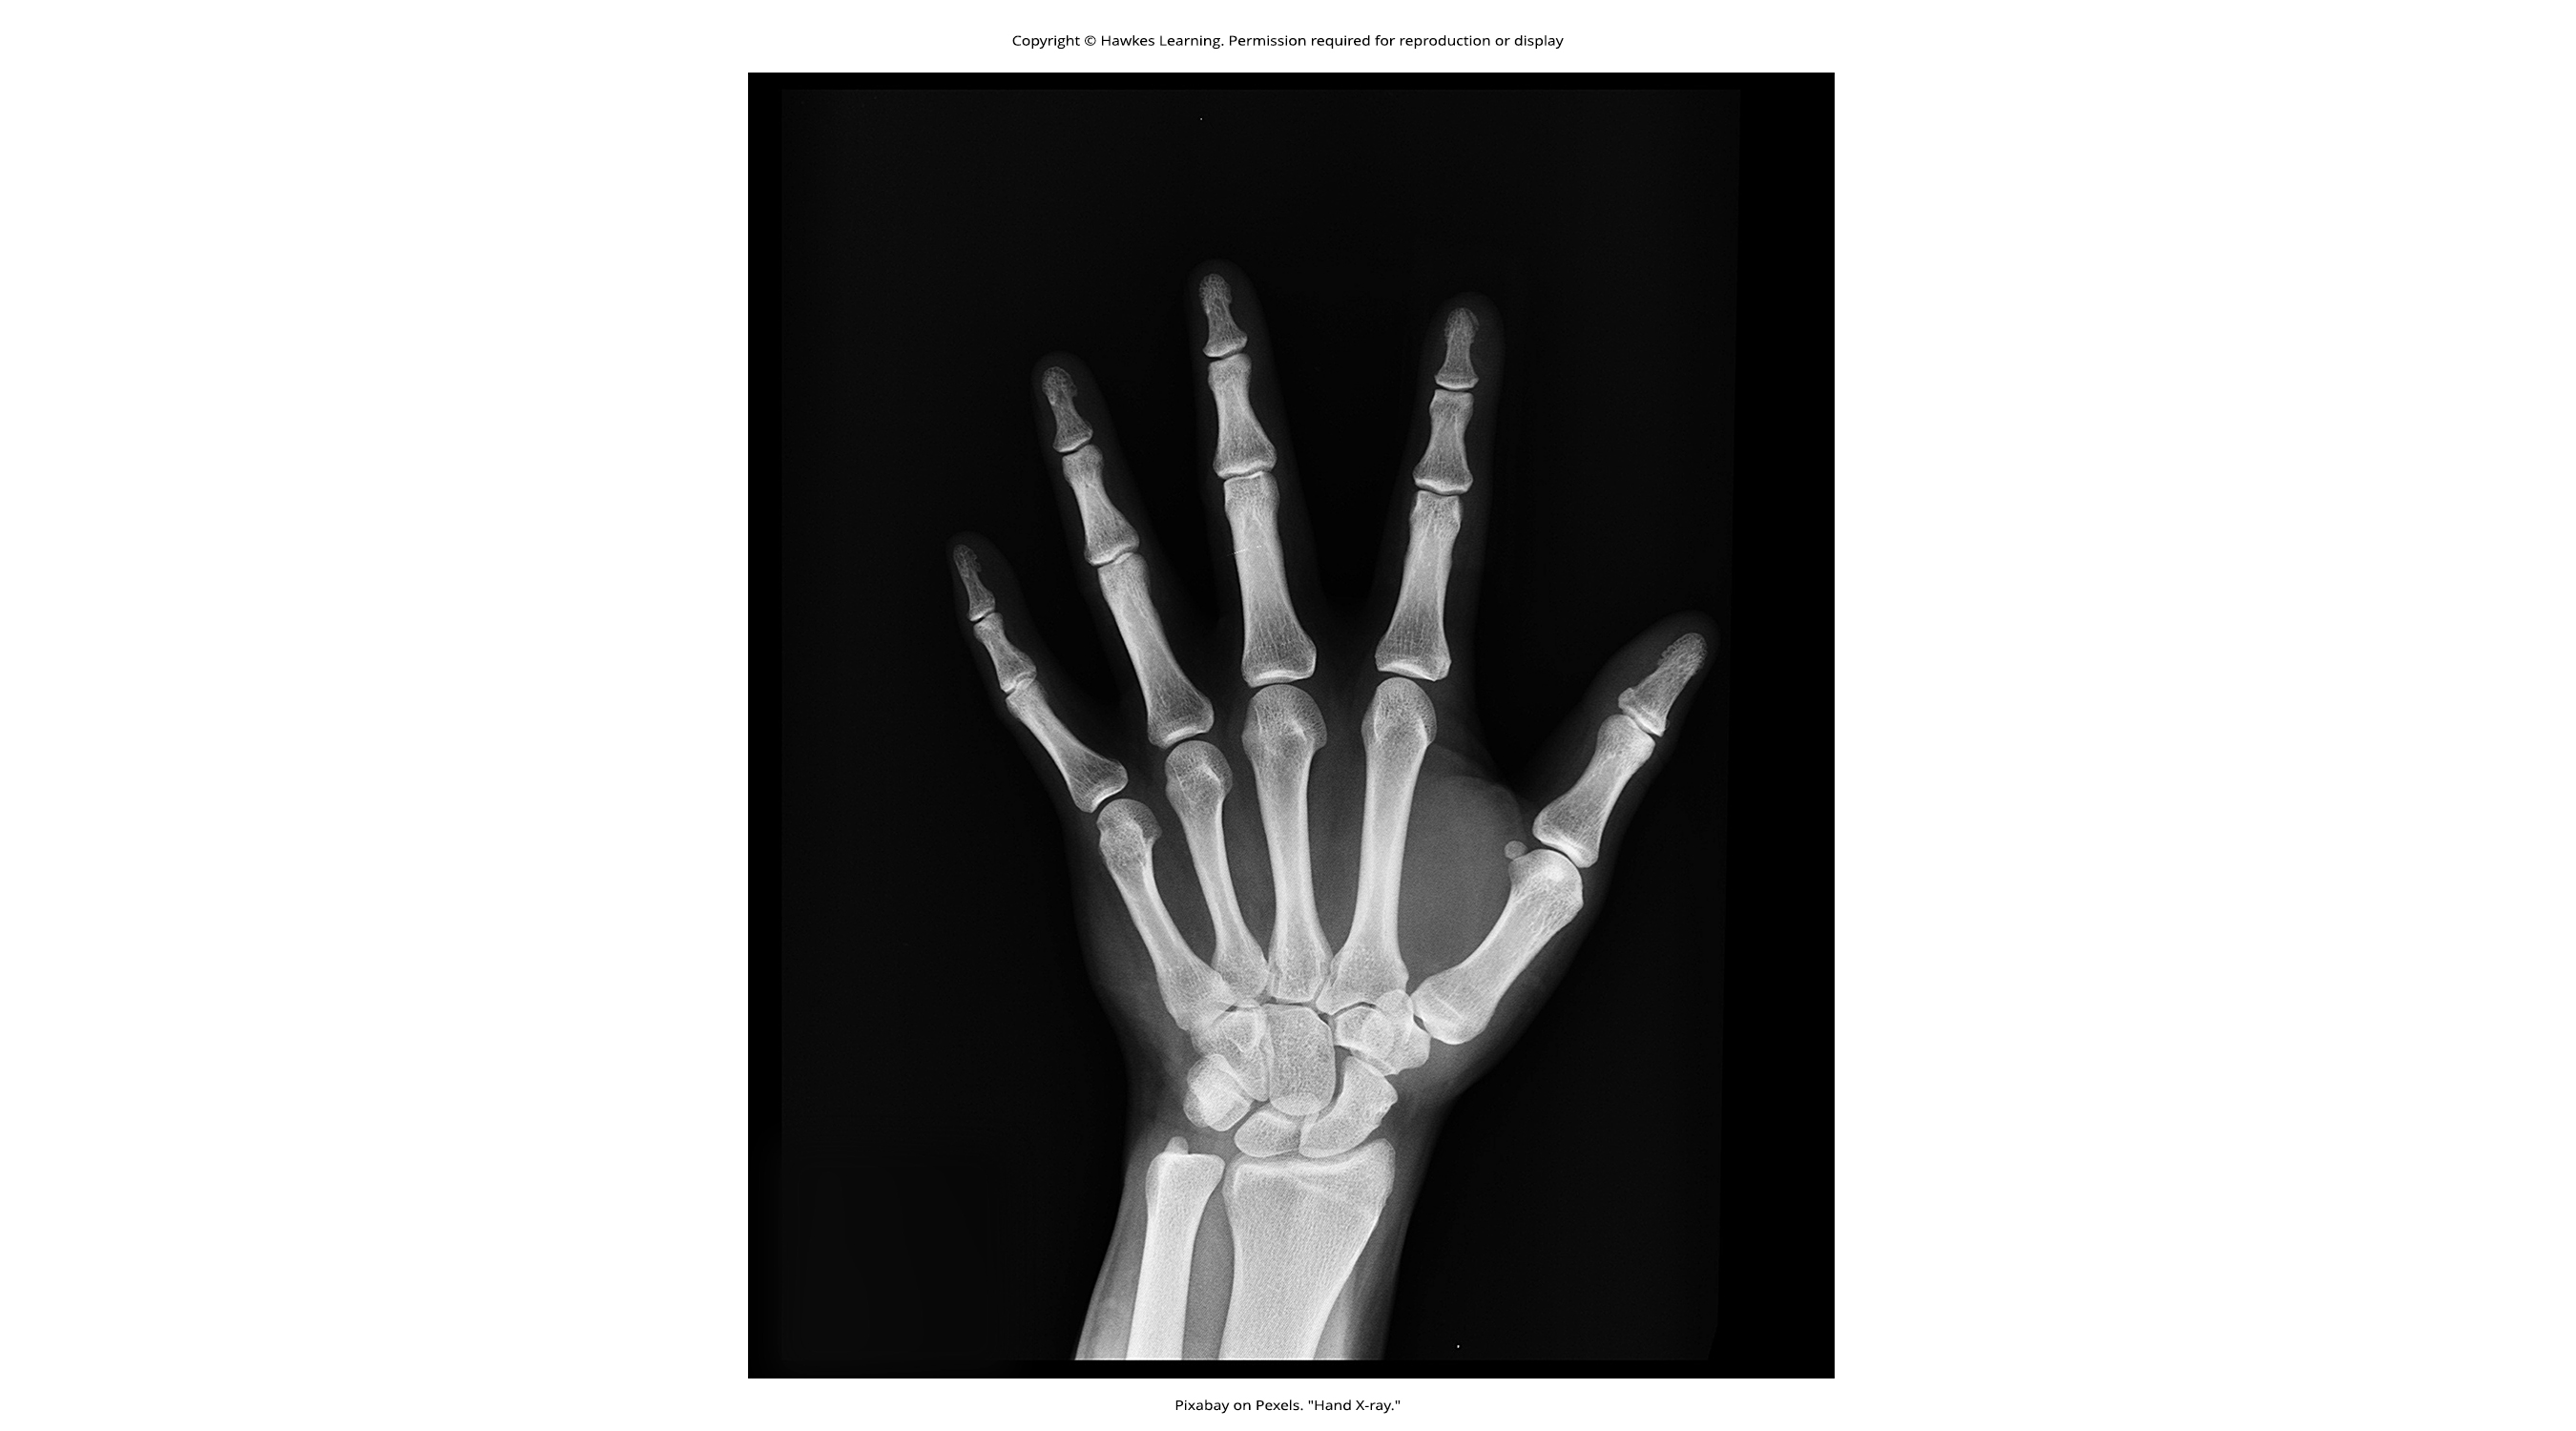 Copyright © Hawkes Learning. Permission required for reproduction or display
Pixabay on Pexels. "Hand X-ray."